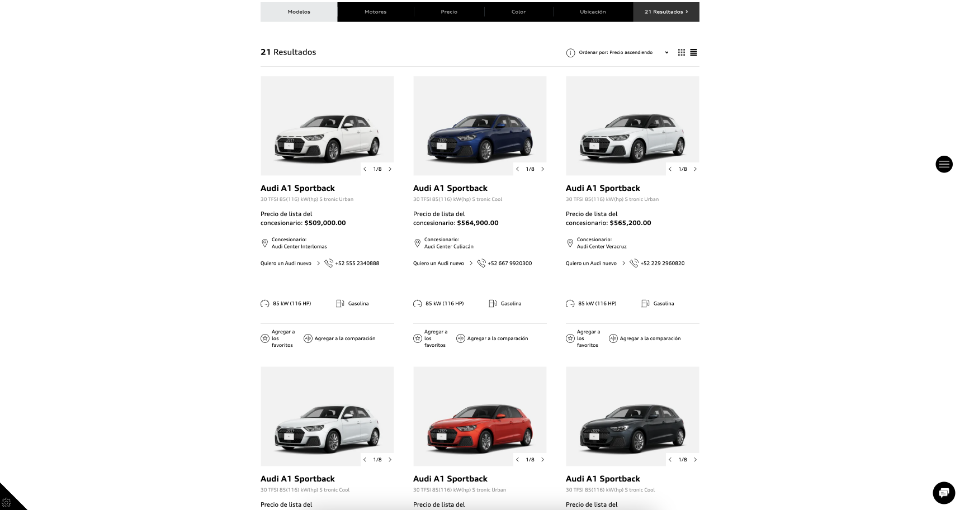 Modelos
Motores
Precio
Color
Ubicación
21 Resultados
21 Resultados
Ordenar por: Precio ascendiendo
1/8
1/8
1/8
Audi A1 Sportback
Audi A1 Sportback
Audi A1 Sportback
30 TFSI 85(116) kW(hp) S tronic Urban
30 TFSI 85(116) kW(hp) S tronic Cool
30 TFSI 85(116) kW(hp) S tronic Urban
Precio de lista del
concesionario: $509,000.00
Precio de lista del
concesionario: $564,900.00
Precio de lista del
concesionario: $565,200.00
Concesionario:
Audi Center Interlomas
Concesionario:
Audi Center Culiacán
Concesionario:
Audi Center Veracruz
Quiero un Audi nuevo
+52 555 2340888
Quiero un Audi nuevo
+52 667 9920300
Quiero un Audi nuevo
+52 229 2960820
85 kW (116 HP)
Gasolina
85 kW (116 HP)
Gasolina
85 kW (116 HP)
Gasolina
Agregar a
los
favoritos
Agregar a la comparación
Agregar a
los
favoritos
Agregar a la comparación
Agregar a
los
favoritos
Agregar a la comparación
1/8
1/8
1/8
Audi A1 Sportback
Audi A1 Sportback
Audi A1 Sportback
30 TFSI 85(116) kW(hp) S tronic Cool
30 TFSI 85(116) kW(hp) S tronic Urban
30 TFSI 85(116) kW(hp) S tronic Cool
Precio de lista del
Precio de lista del
Precio de lista del